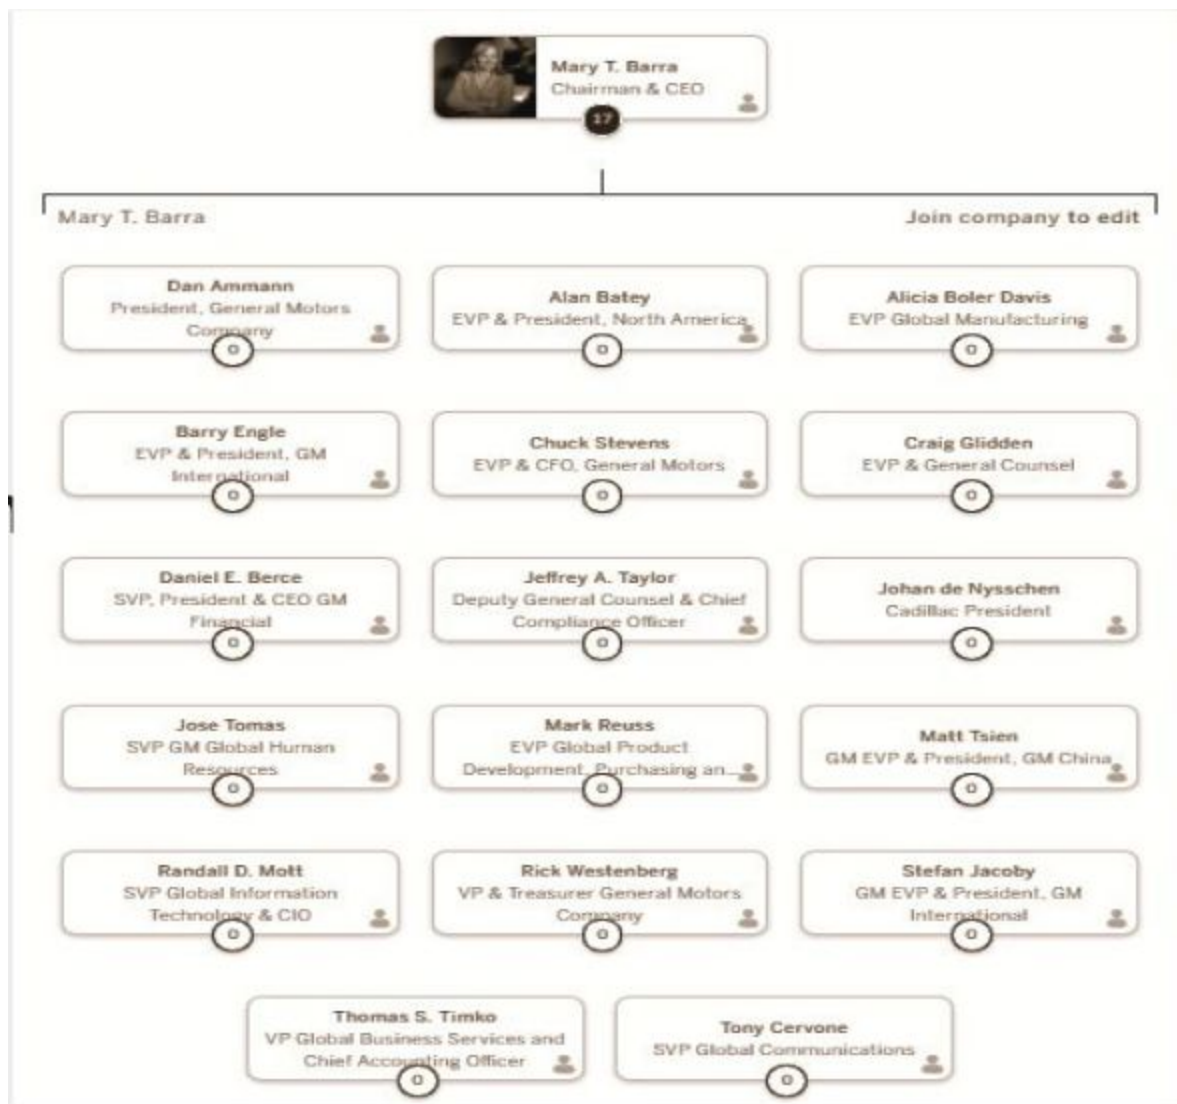 Mary T. Barra
Chairman & CEO
17
Mary T. Barra
Join company to edit
Dan Ammann
President, General Motors
Company
0
Alan Batey
EVP & President, North America
0
Alicia Boler Davis
EVP Global Manufacturing
0
Barry Engle
EVP & President, GM
International
0
Chuck Stevens
EVP & CFO, General Motors
0
Craig Glidden
EVP & General Counsel
0
Daniel E. Berce
SVP, President & CEO GM
Financial
0
Jeffrey A. Taylor
Deputy General Counsel & Chief
Compliance Officer
0
Johan de Nysschen
Cadillac President
0
Jose Tomas
SVP GM Global Human
Resources
0
Mark Reuss
EVP Global Product
Development, Purchasing an...
0
Matt Tsien
GM EVP & President, GM China
0
Randall D. Mott
SVP Global Information
Technology & CIO
0
Rick Westenberg
VP & Treasurer General Motors
Company
0
Stefan Jacoby
GM EVP & President, GM
International
0
Thomas S. Timko
VP Global Business Services and
Chief Accounting Officer
0
Tony Cervone
SVP Global Communications
0